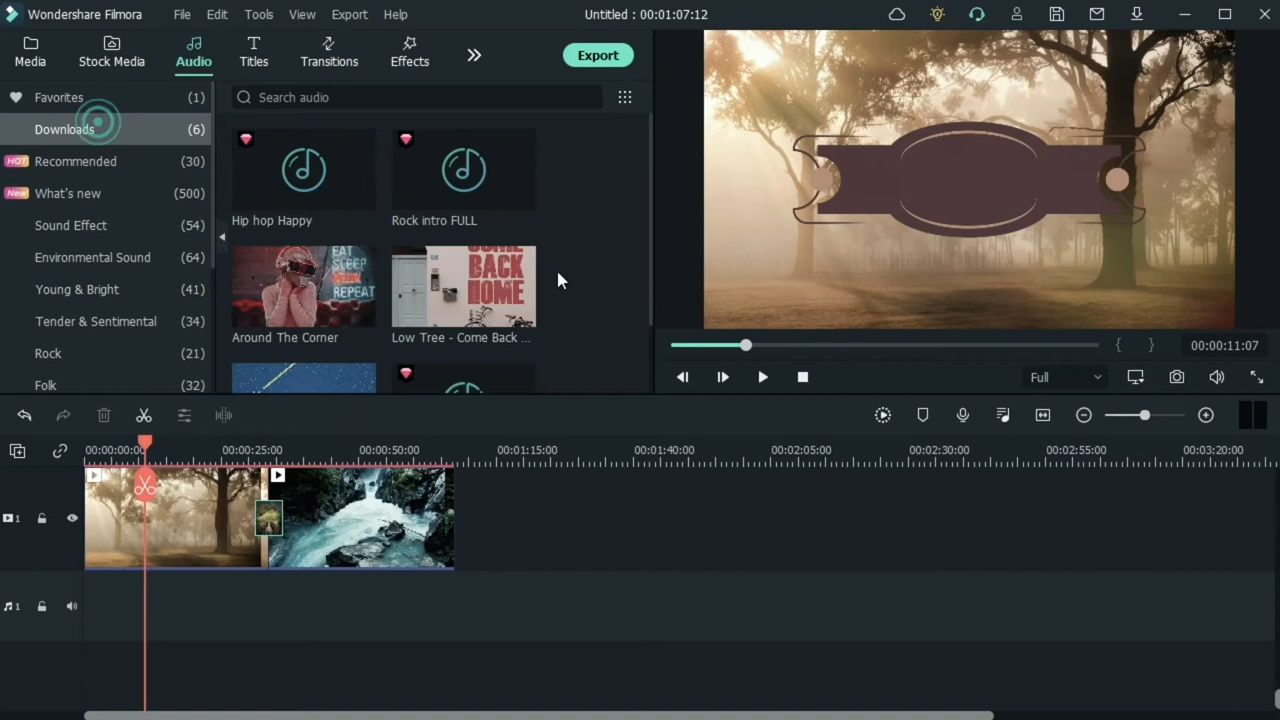 Wondershare Filmora
File Edit Tools View Export Help
Untitled : 00:01:07:12
Media Stock Media Audio Titles Transitions Effects
Export
Favorites (1)
Downloads (6)
HOT Recommended (30)
New What's new (500)
Sound Effect (54)
Environmental Sound (64)
Young & Bright (41)
Tender & Sentimental (34)
Rock (21)
Folk (32)
Search audio
Hip hop Happy
Rock intro FULL
EAT
SLEEP
REPEAT
COME
BACK
HOME
Around The Corner
Low Tree - Come Back ...
00:00:11:07
Full
00:00:00:00 00:00:25:00 00:00:50:00 00:01:15:00 00:01:40:00 00:02:05:00 00:02:30:00 00:02:55:00 00:03:20:00
1
1